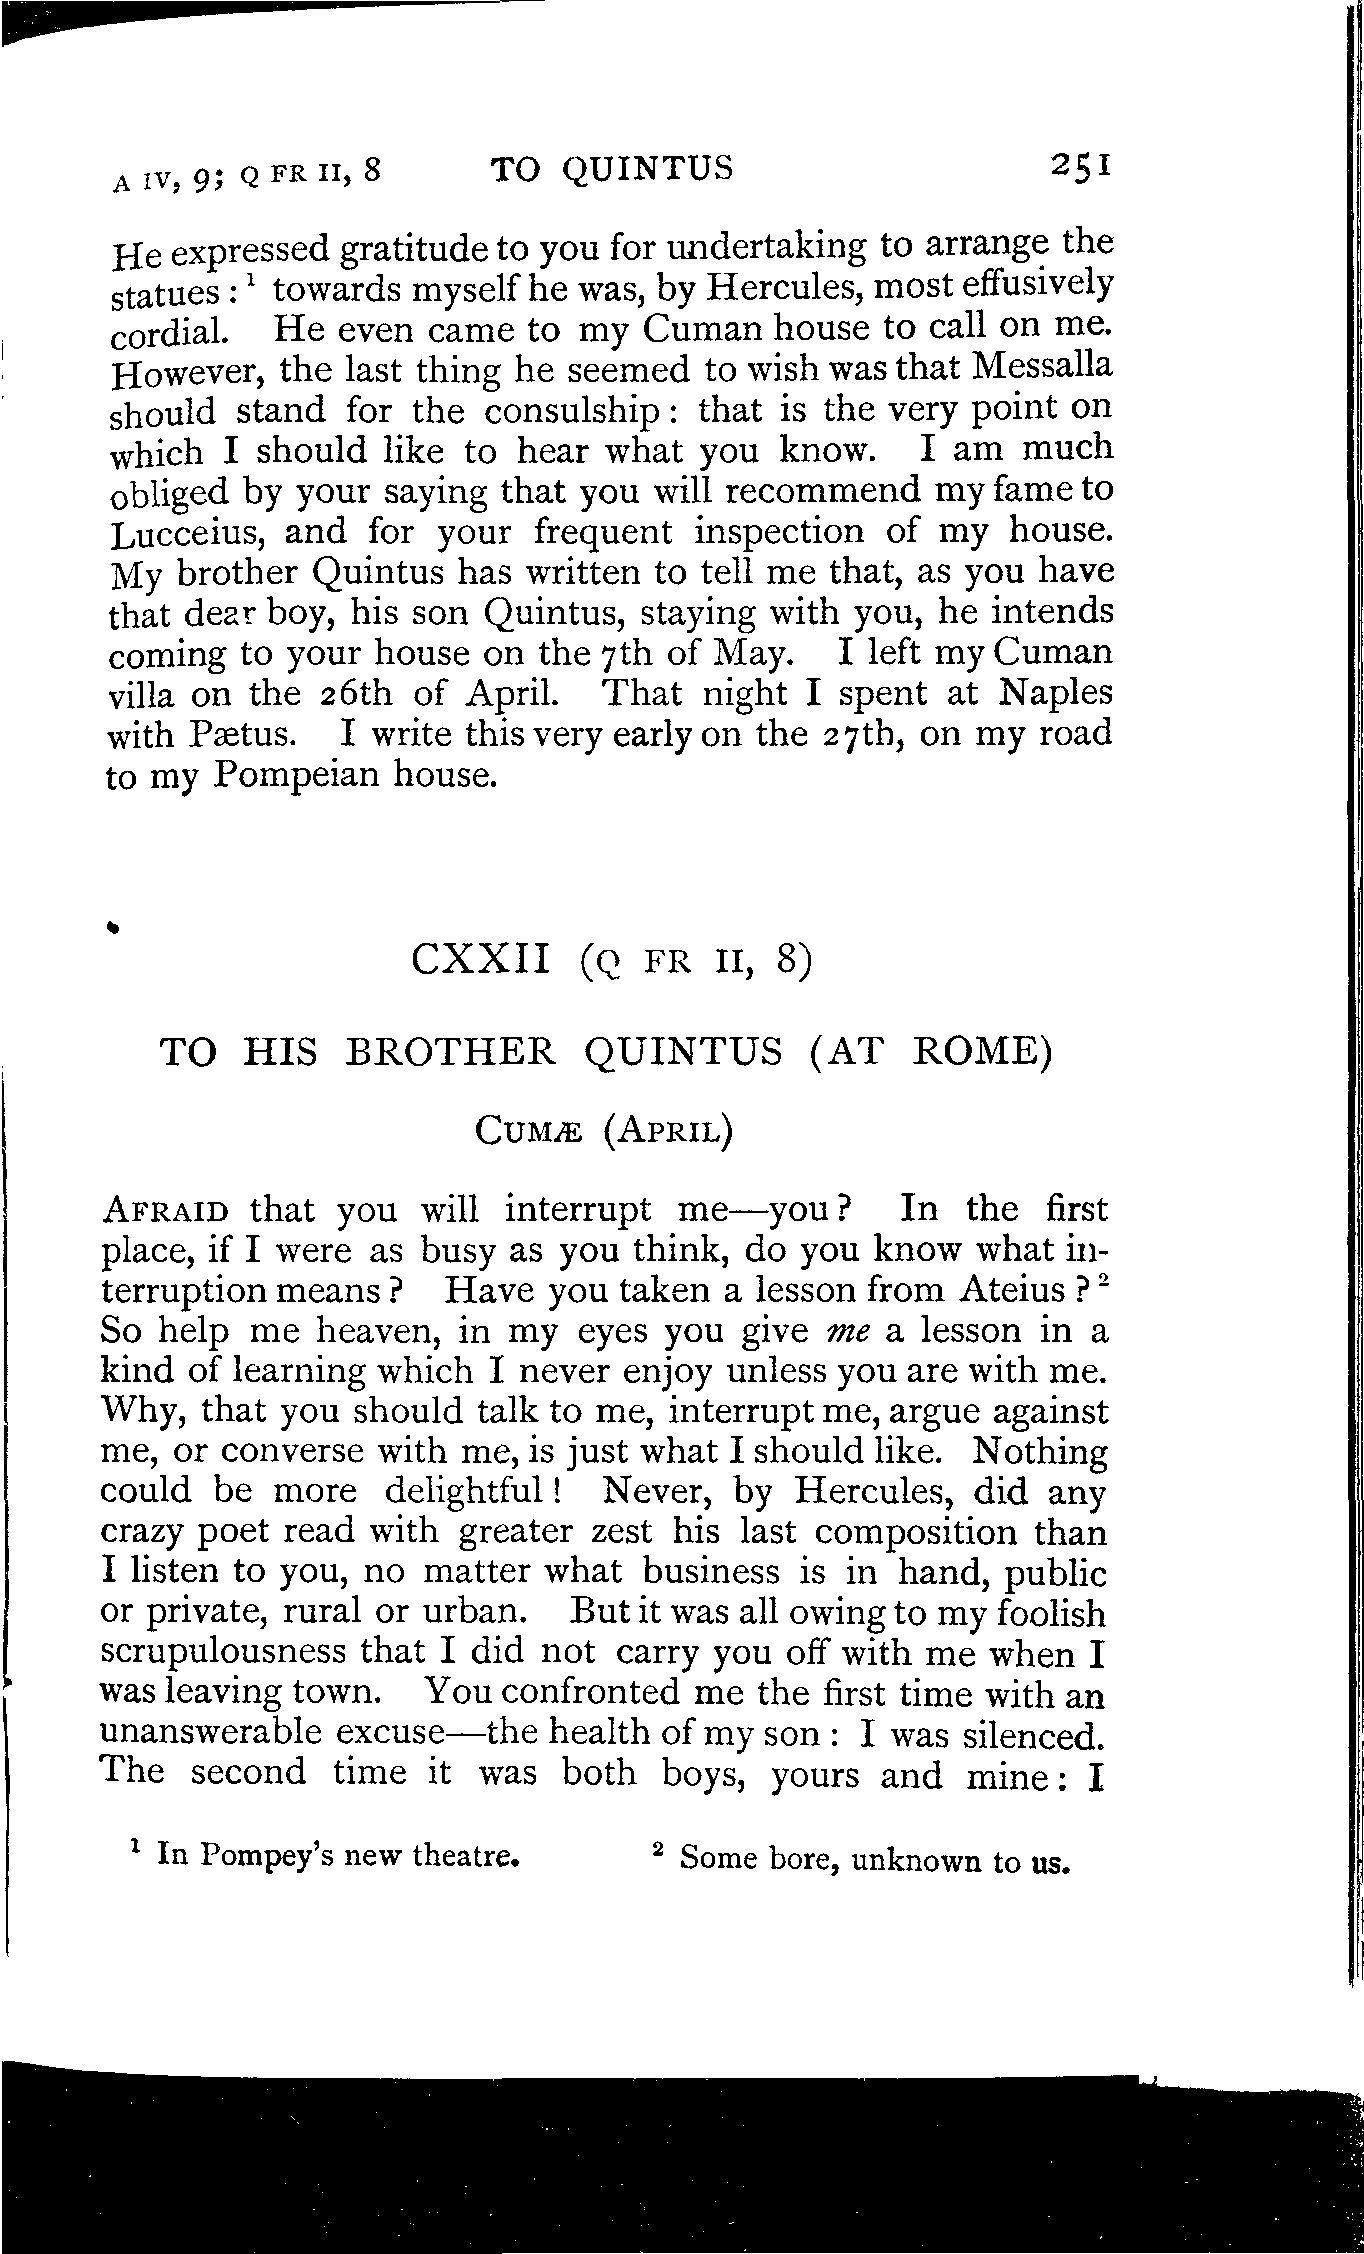 A IV, 9; Q FR II, 8 TO QUINTUS 251
He expressed gratitude to you for undertaking to arrange the
statues :¹ towards myself he was, by Hercules, most effusively
cordial. He even came to my Cuman house to call on me.
However, the last thing he seemed to wish was that Messalla
should stand for the consulship: that is the very point on
which I should like to hear what you know. I am much
obliged by your saying that you will recommend my fame to
Lucceius, and for your frequent inspection of my house.
My brother Quintus has written to tell me that, as you have
that dear boy, his son Quintus, staying with you, he intends
coming to your house on the 7th of May. I left my Cuman
villa on the 26th of April. That night I spent at Naples
with Pætus. I write this very early on the 27th, on my road
to my Pompeian house.
CXXII (Q FR II, 8)
TO HIS BROTHER QUINTUS (AT ROME)
CUMÆ (APRIL)
AFRAID that you will interrupt me—you? In the first
place, if I were as busy as you think, do you know what in-
terruption means? Have you taken a lesson from Ateius?²
So help me heaven, in my eyes you give me a lesson in a
kind of learning which I never enjoy unless you are with me.
Why, that you should talk to me, interrupt me, argue against
me, or converse with me, is just what I should like. Nothing
could be more delightful! Never, by Hercules, did any
crazy poet read with greater zest his last composition than
I listen to you, no matter what business is in hand, public
or private, rural or urban. But it was all owing to my foolish
scrupulousness that I did not carry you off with me when I
was leaving town. You confronted me the first time with an
unanswerable excuse—the health of my son: I was silenced.
The second time it was both boys, yours and mine: I
¹ In Pompey's new theatre. ² Some bore, unknown to us.